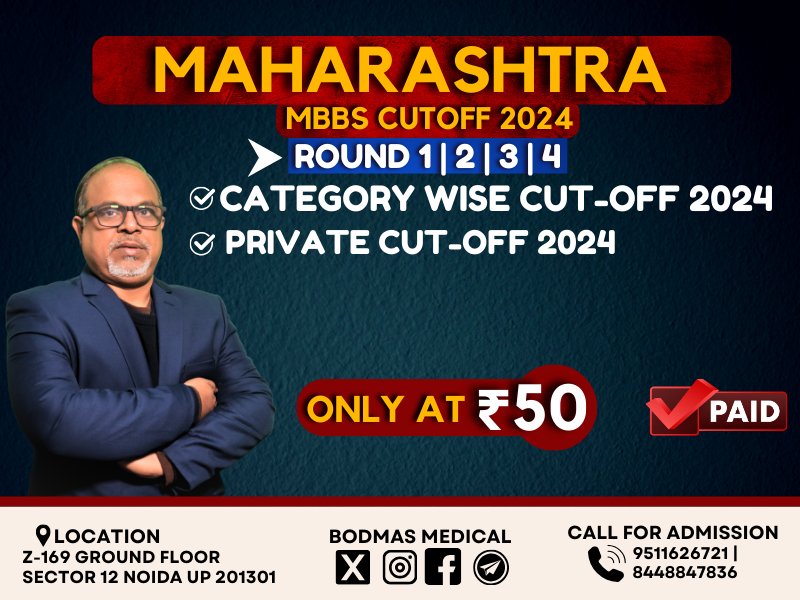 MAHARASHTRA
MBBS CUTOFF 2024
ROUND 1 | 2 | 3 | 4
CATEGORY WISE CUT-OFF 2024
PRIVATE CUT-OFF 2024
ONLY AT ₹50
PAID
LOCATION
Z-169 GROUND FLOOR
SECTOR 12 NOIDA UP 201301
BODMAS MEDICAL
CALL FOR ADMISSION
9511626721 |
8448847836